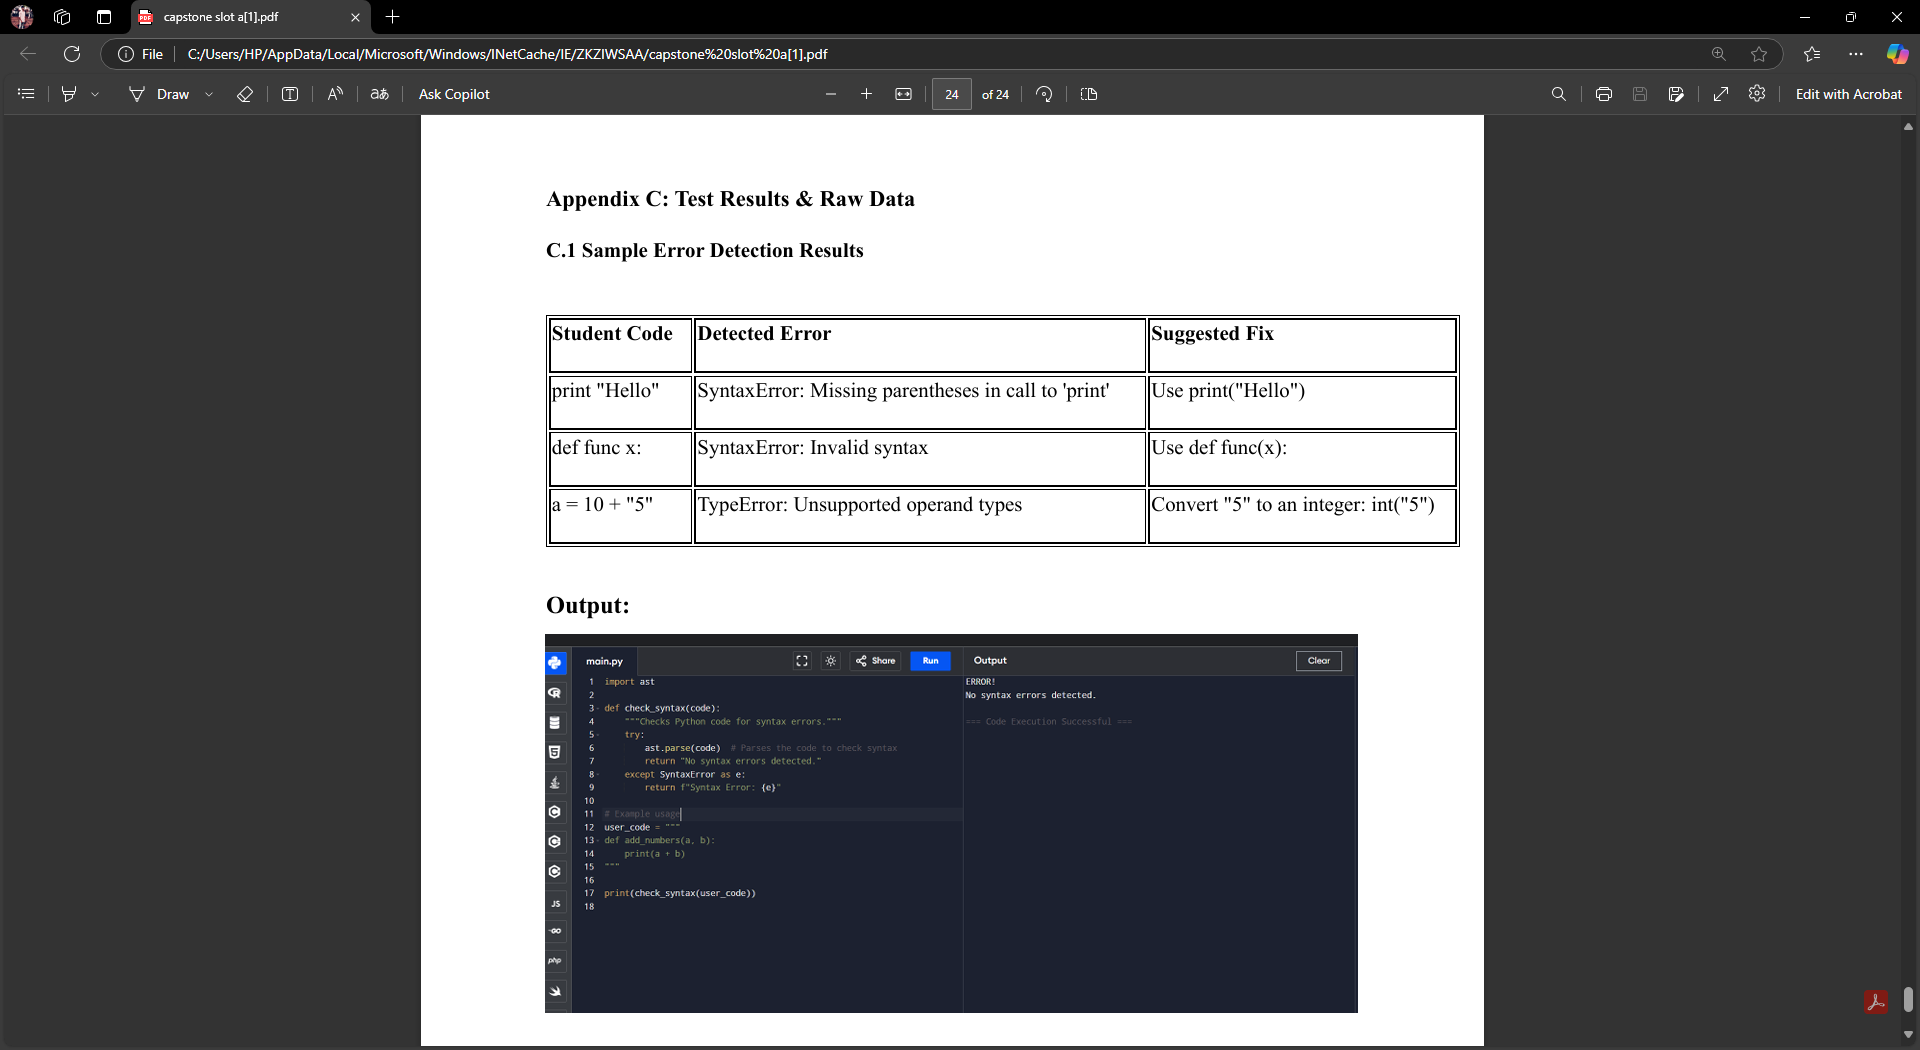 capstone slot a[1].pdf
File
C:/Users/HP/AppData/Local/Microsoft/Windows/INetCache/IE/ZKZIWSAA/capstone%20slot%20a[1].pdf
Draw
aあ
Ask Copilot
24
of 24
Edit with Acrobat
Appendix C: Test Results & Raw Data
C.1 Sample Error Detection Results
Student Code Detected Error Suggested Fix
print "Hello" SyntaxError: Missing parentheses in call to 'print' Use print("Hello")
def func x: SyntaxError: Invalid syntax Use def func(x):
a = 10 + "5" TypeError: Unsupported operand types Convert "5" to an integer: int("5")
Output:
main.py
Share
Run
Output
Clear
1 import ast
2
3 def check_syntax(code):
4 """Checks Python code for syntax errors."""
5 try:
6 ast.parse(code) # Parses the code to check syntax
7 return "No syntax errors detected."
8 except SyntaxError as e:
9 return f"Syntax Error: {e}"
10
11 # Example usage
12 user_code = """
13 def add_numbers(a, b):
14 print(a + b)
15 """
16
17 print(check_syntax(user_code))
18
ERROR!
No syntax errors detected.
=== Code Execution Successful ===
JS
GO
php